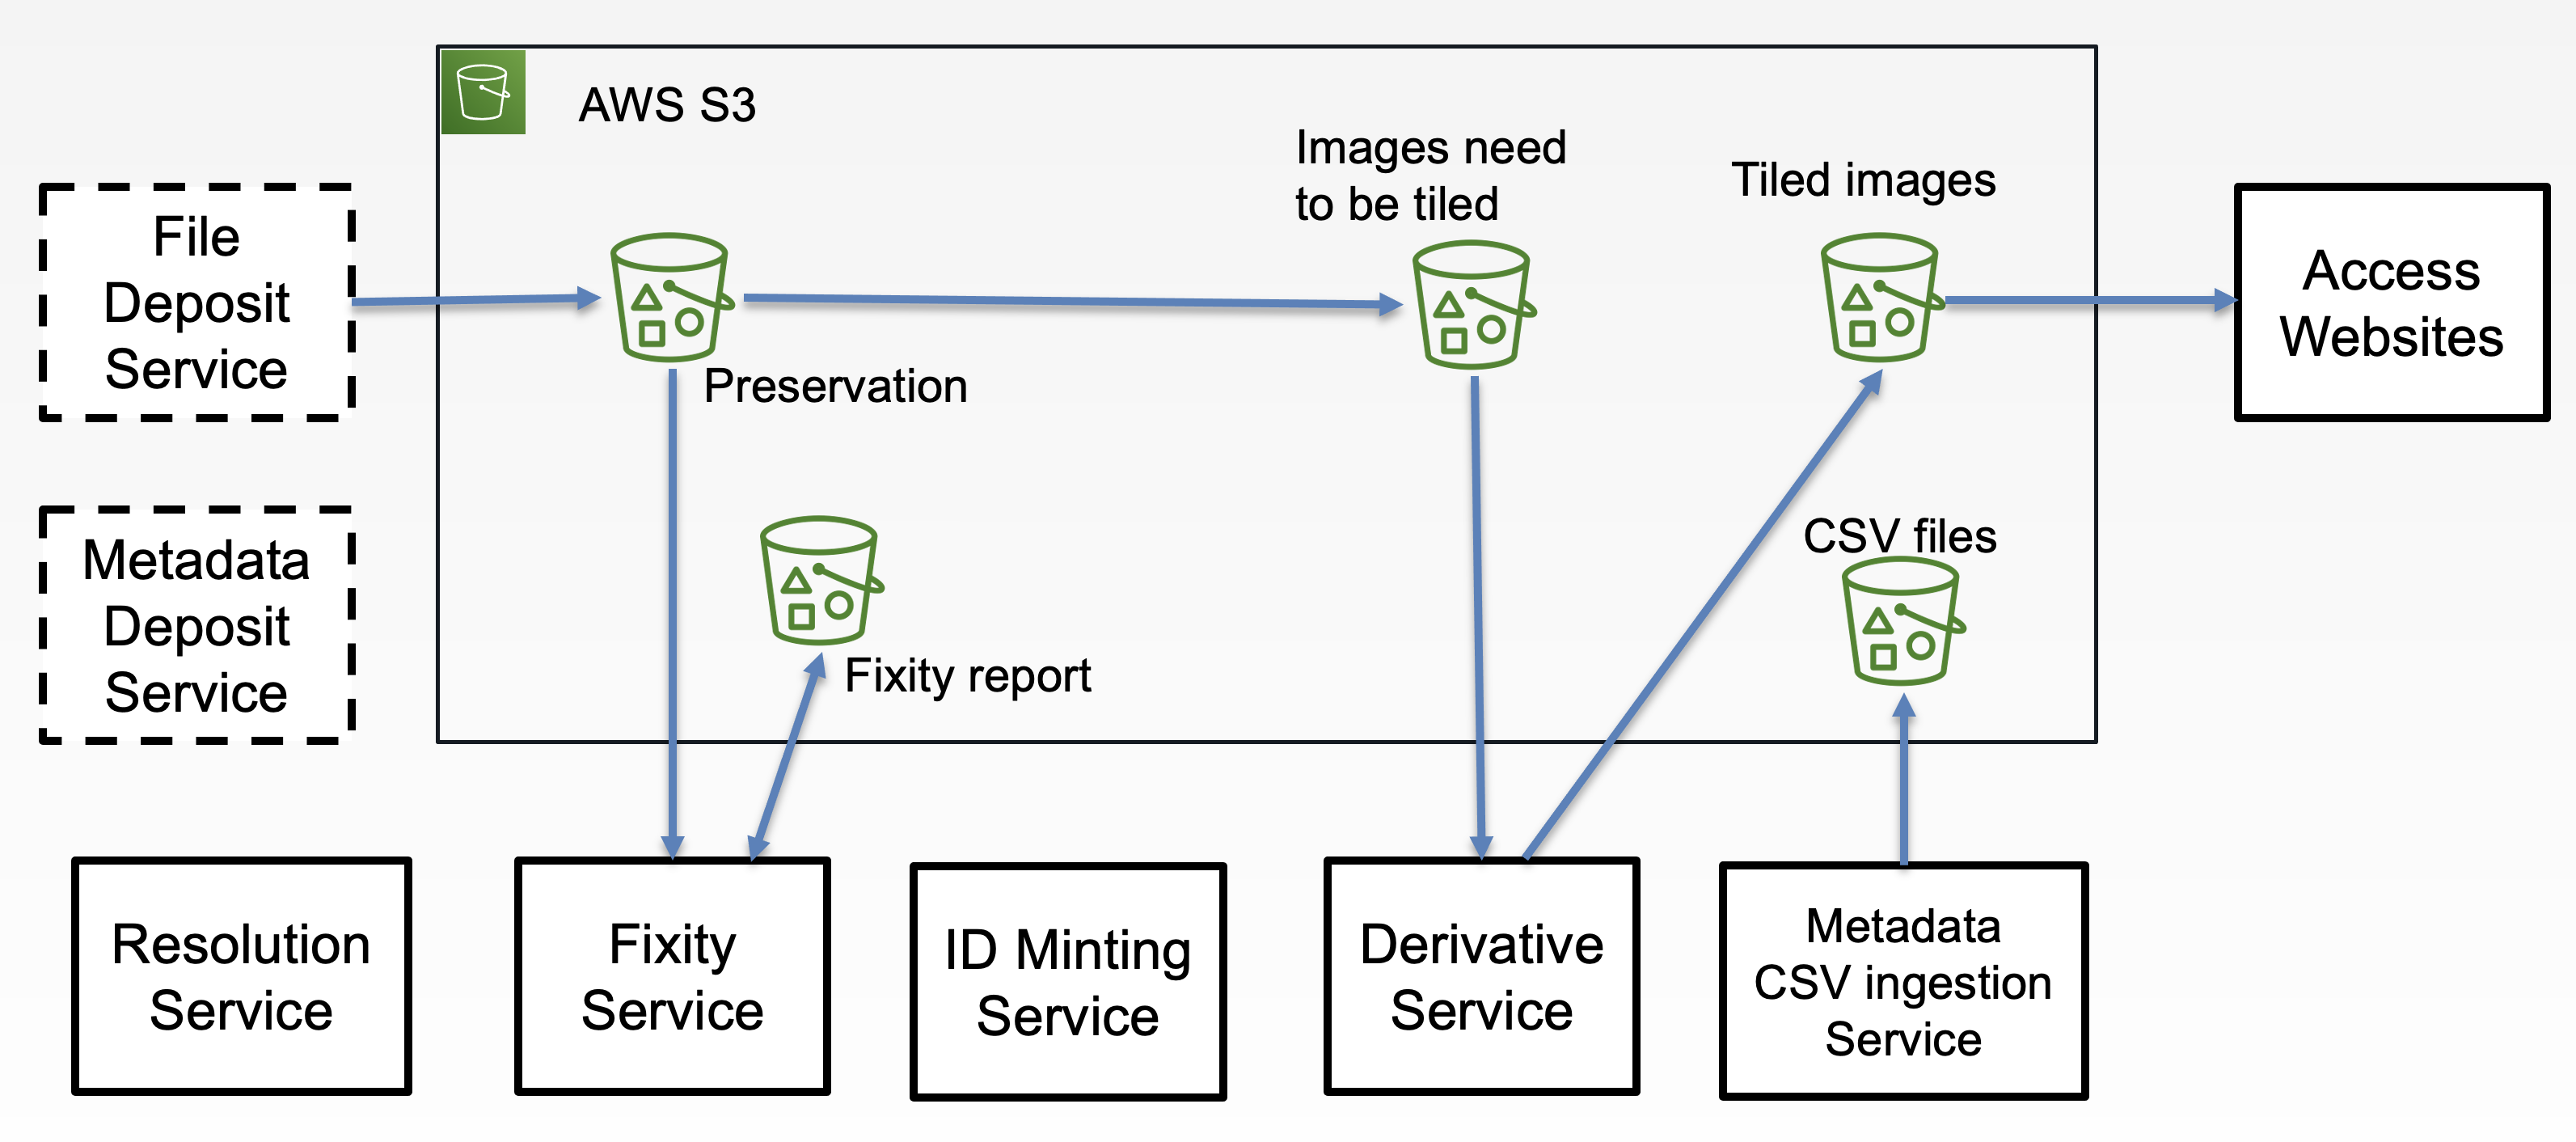 AWS S3
Images need
to be tiled
Tiled images
File
Deposit
Service
Access
Websites
Preservation
Metadata
Deposit
Service
CSV files
Fixity report
Resolution
Service
Fixity
Service
ID Minting
Service
Derivative
Service
Metadata
CSV ingestion
Service